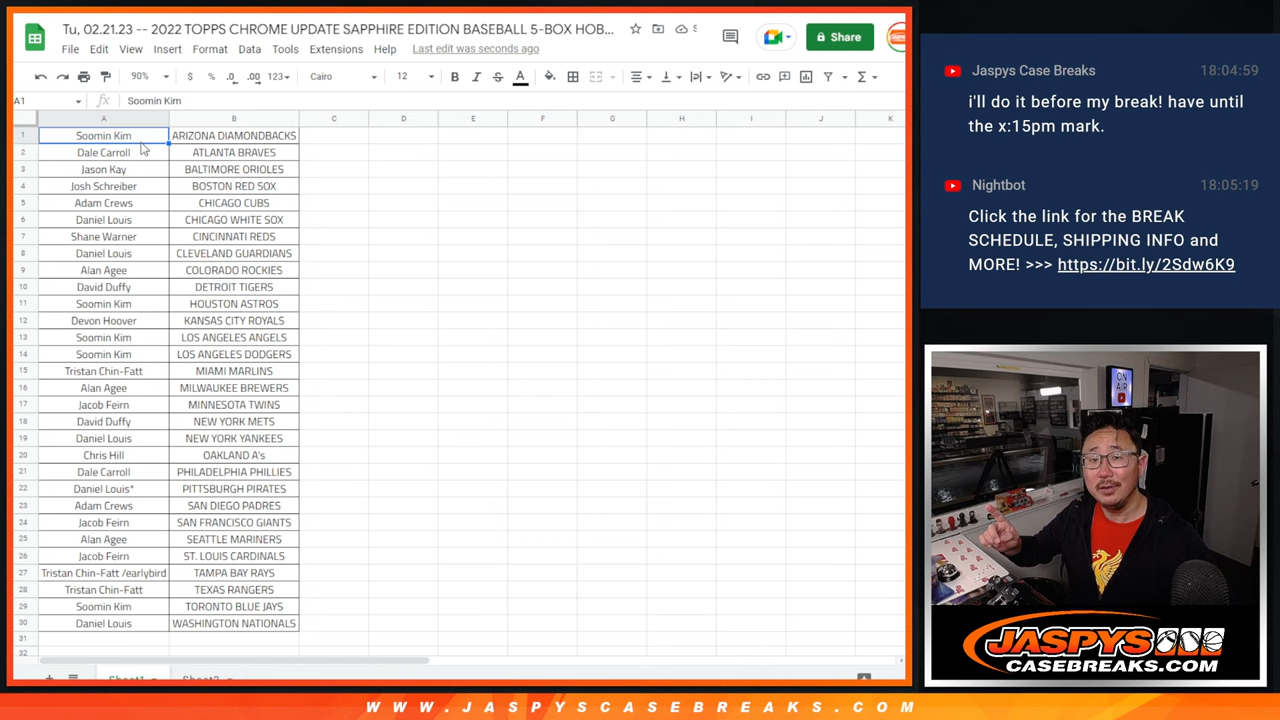 Tu, 02.21.23 -- 2022 TOPPS CHROME UPDATE SAPPHIRE EDITION BASEBALL 5-BOX HOB...
File Edit View Insert Format Data Tools Extensions Help Last edit was seconds ago
Share
90% $ % .0 .00 123 Cairo 12 B I S A
A1 fx Soomin Kim
A B C D E F G H I J K
1 Soomin Kim ARIZONA DIAMONDBACKS
2 Dale Carroll ATLANTA BRAVES
3 Jason Kay BALTIMORE ORIOLES
4 Josh Schreiber BOSTON RED SOX
5 Adam Crews CHICAGO CUBS
6 Daniel Louis CHICAGO WHITE SOX
7 Shane Warner CINCINNATI REDS
8 Daniel Louis CLEVELAND GUARDIANS
9 Alan Agee COLORADO ROCKIES
10 David Duffy DETROIT TIGERS
11 Soomin Kim HOUSTON ASTROS
12 Devon Hoover KANSAS CITY ROYALS
13 Soomin Kim LOS ANGELES ANGELS
14 Soomin Kim LOS ANGELES DODGERS
15 Tristan Chin-Fatt MIAMI MARLINS
16 Alan Agee MILWAUKEE BREWERS
17 Jacob Feirn MINNESOTA TWINS
18 David Duffy NEW YORK METS
19 Daniel Louis NEW YORK YANKEES
20 Chris Hill OAKLAND A's
21 Dale Carroll PHILADELPHIA PHILLIES
22 Daniel Louis* PITTSBURGH PIRATES
23 Adam Crews SAN DIEGO PADRES
24 Jacob Feirn SAN FRANCISCO GIANTS
25 Alan Agee SEATTLE MARINERS
26 Jacob Feirn ST. LOUIS CARDINALS
27 Tristan Chin-Fatt /earlybird TAMPA BAY RAYS
28 Tristan Chin-Fatt TEXAS RANGERS
29 Soomin Kim TORONTO BLUE JAYS
30 Daniel Louis WASHINGTON NATIONALS
31
32
Sheet1 Sheet2
Jaspys Case Breaks 18:04:59
i'll do it before my break! have until
the x:15pm mark.
Nightbot 18:05:19
Click the link for the BREAK
SCHEDULE, SHIPPING INFO and
MORE! >>> https://bit.ly/2Sdw6K9
ON
AIR
JASPYS
CASEBREAKS.COM
WWW.JASPYSCASEBREAKS.COM